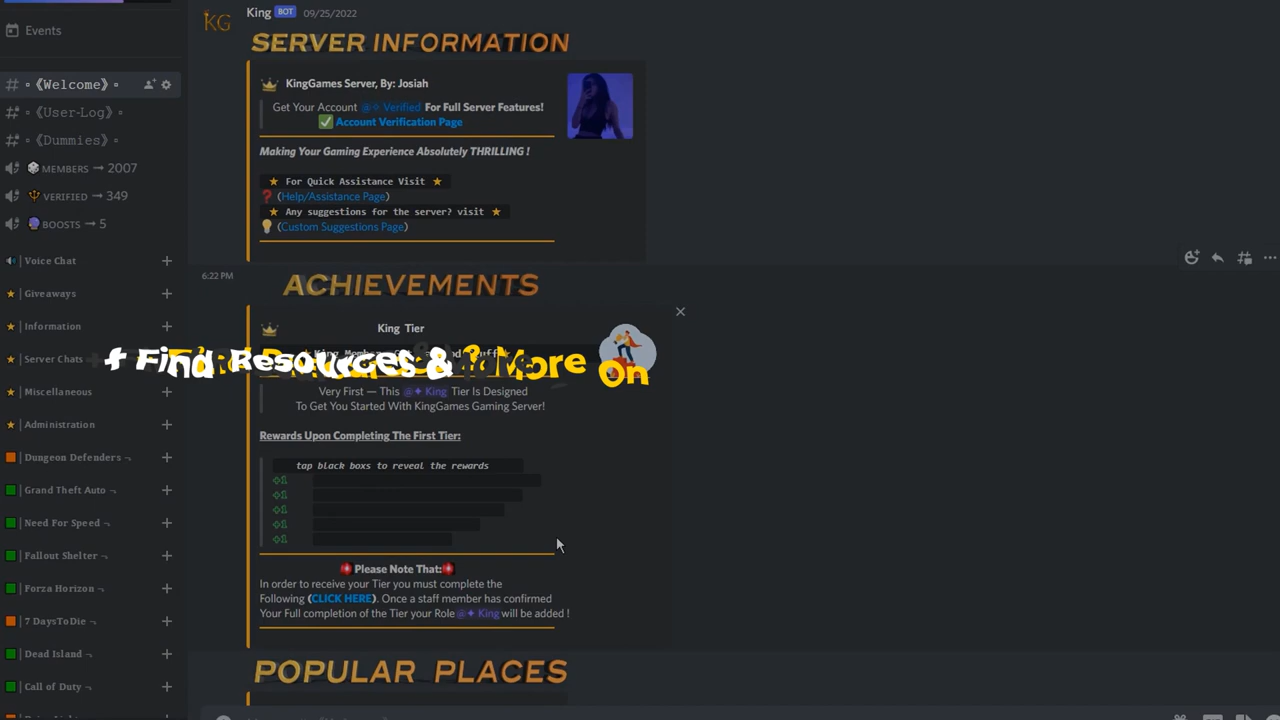 King BOT 09/25/2022
KG
Events
SERVER INFORMATION
# ▫《Welcome》▫
KingGames Server, By: Josiah
Get Your Account @✧ Verified For Full Server Features!
# ▫《User-Log》▫
✅ Account Verification Page
# ▫《Dummies》▫
Making Your Gaming Experience Absolutely THRILLING !
MEMBERS → 2007
★ For Quick Assistance Visit ★
VERIFIED → 349
❓ (Help/Assistance Page)
★ Any suggestions for the server? visit ★
BOOSTS → 5
💡 (Custom Suggestions Page)
Voice Chat
6:22 PM
ACHIEVEMENTS
★ | Giveaways
★ | Information
King Tier
★ | Server Chats
+ Find Resources & More On
★ | Miscellaneous
Very First — This @✦ King Tier Is Designed
To Get You Started With KingGames Gaming Server!
★ | Administration
Rewards Upon Completing The First Tier:
Dungeon Defenders ¬
tap black boxs to reveal the rewards
+1
Grand Theft Auto ¬
+1
+1
Need For Speed ¬
+1
+1
Fallout Shelter ¬
Please Note That:
Forza Horizon ¬
In order to receive your Tier you must complete the
Following (CLICK HERE). Once a staff member has confirmed
Your Full completion of the Tier your Role @✦ King will be added !
7 DaysToDie ¬
Dead Island ¬
POPULAR PLACES
Call of Duty ¬